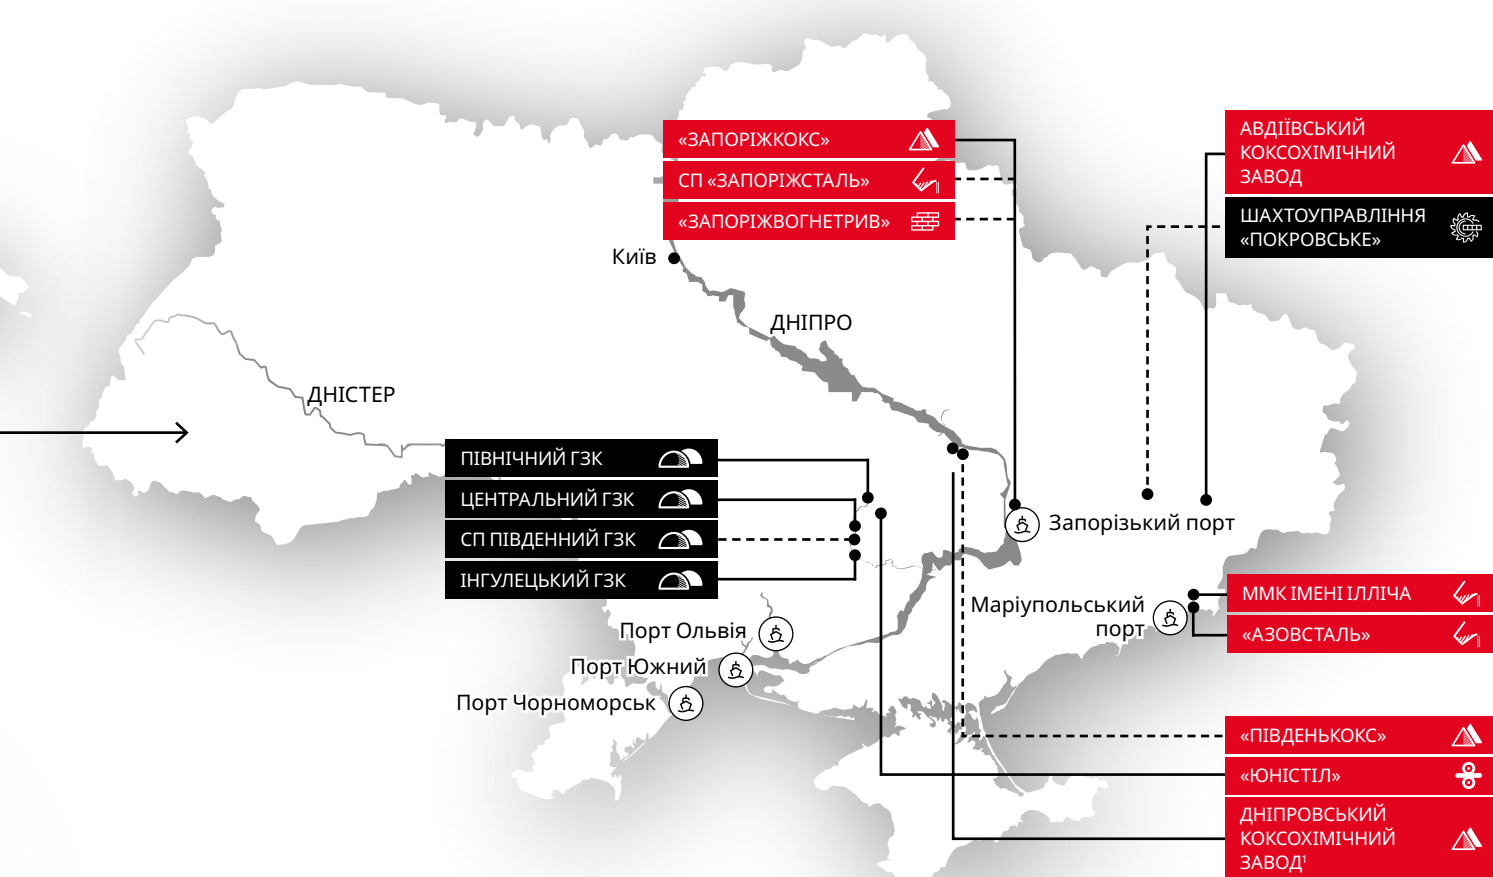 «ЗАПОРІЖКОКС»
СП «ЗАПОРІЖСТАЛЬ»
«ЗАПОРІЖВОГНЕТРИВ»
АВДІЇВСЬКИЙ
КОКСОХІМІЧНИЙ
ЗАВОД
ШАХТОУПРАВЛІННЯ
«ПОКРОВСЬКЕ»
Київ
ДНІПРО
ДНІСТЕР
ПІВНІЧНИЙ ГЗК
ЦЕНТРАЛЬНИЙ ГЗК
СП ПІВДЕННИЙ ГЗК
ІНГУЛЕЦЬКИЙ ГЗК
Запорізький порт
Маріупольський
порт
ММК ІМЕНІ ІЛЛІЧА
«АЗОВСТАЛЬ»
Порт Ольвія
Порт Южний
Порт Чорноморськ
«ПІВДЕНЬКОКС»
«ЮНІСТІЛ»
ДНІПРОВСЬКИЙ
КОКСОХІМІЧНИЙ
ЗАВОД¹